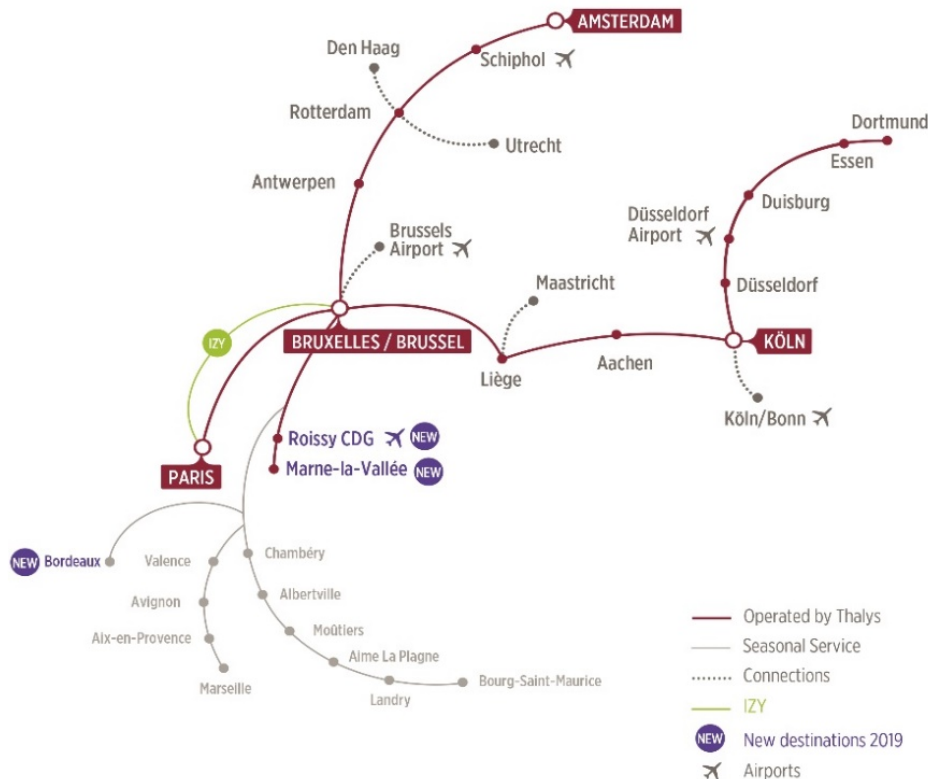 AMSTERDAM
Den Haag
Schiphol
Rotterdam
Utrecht
Dortmund
Essen
Antwerpen
Duisburg
Brussels
Airport
Düsseldorf
Airport
Maastricht
Düsseldorf
IZY
BRUXELLES / BRUSSEL
KÖLN
Liège
Aachen
Köln/Bonn
Roissy CDG NEW
Marne-la-Vallée NEW
PARIS
NEW Bordeaux
Valence
Chambéry
Avignon
Albertville
Aix-en-Provence
Moûtiers
Marseille
Aime La Plagne
Landry
Bourg-Saint-Maurice
Operated by Thalys
Seasonal Service
Connections
IZY
NEW New destinations 2019
Airports